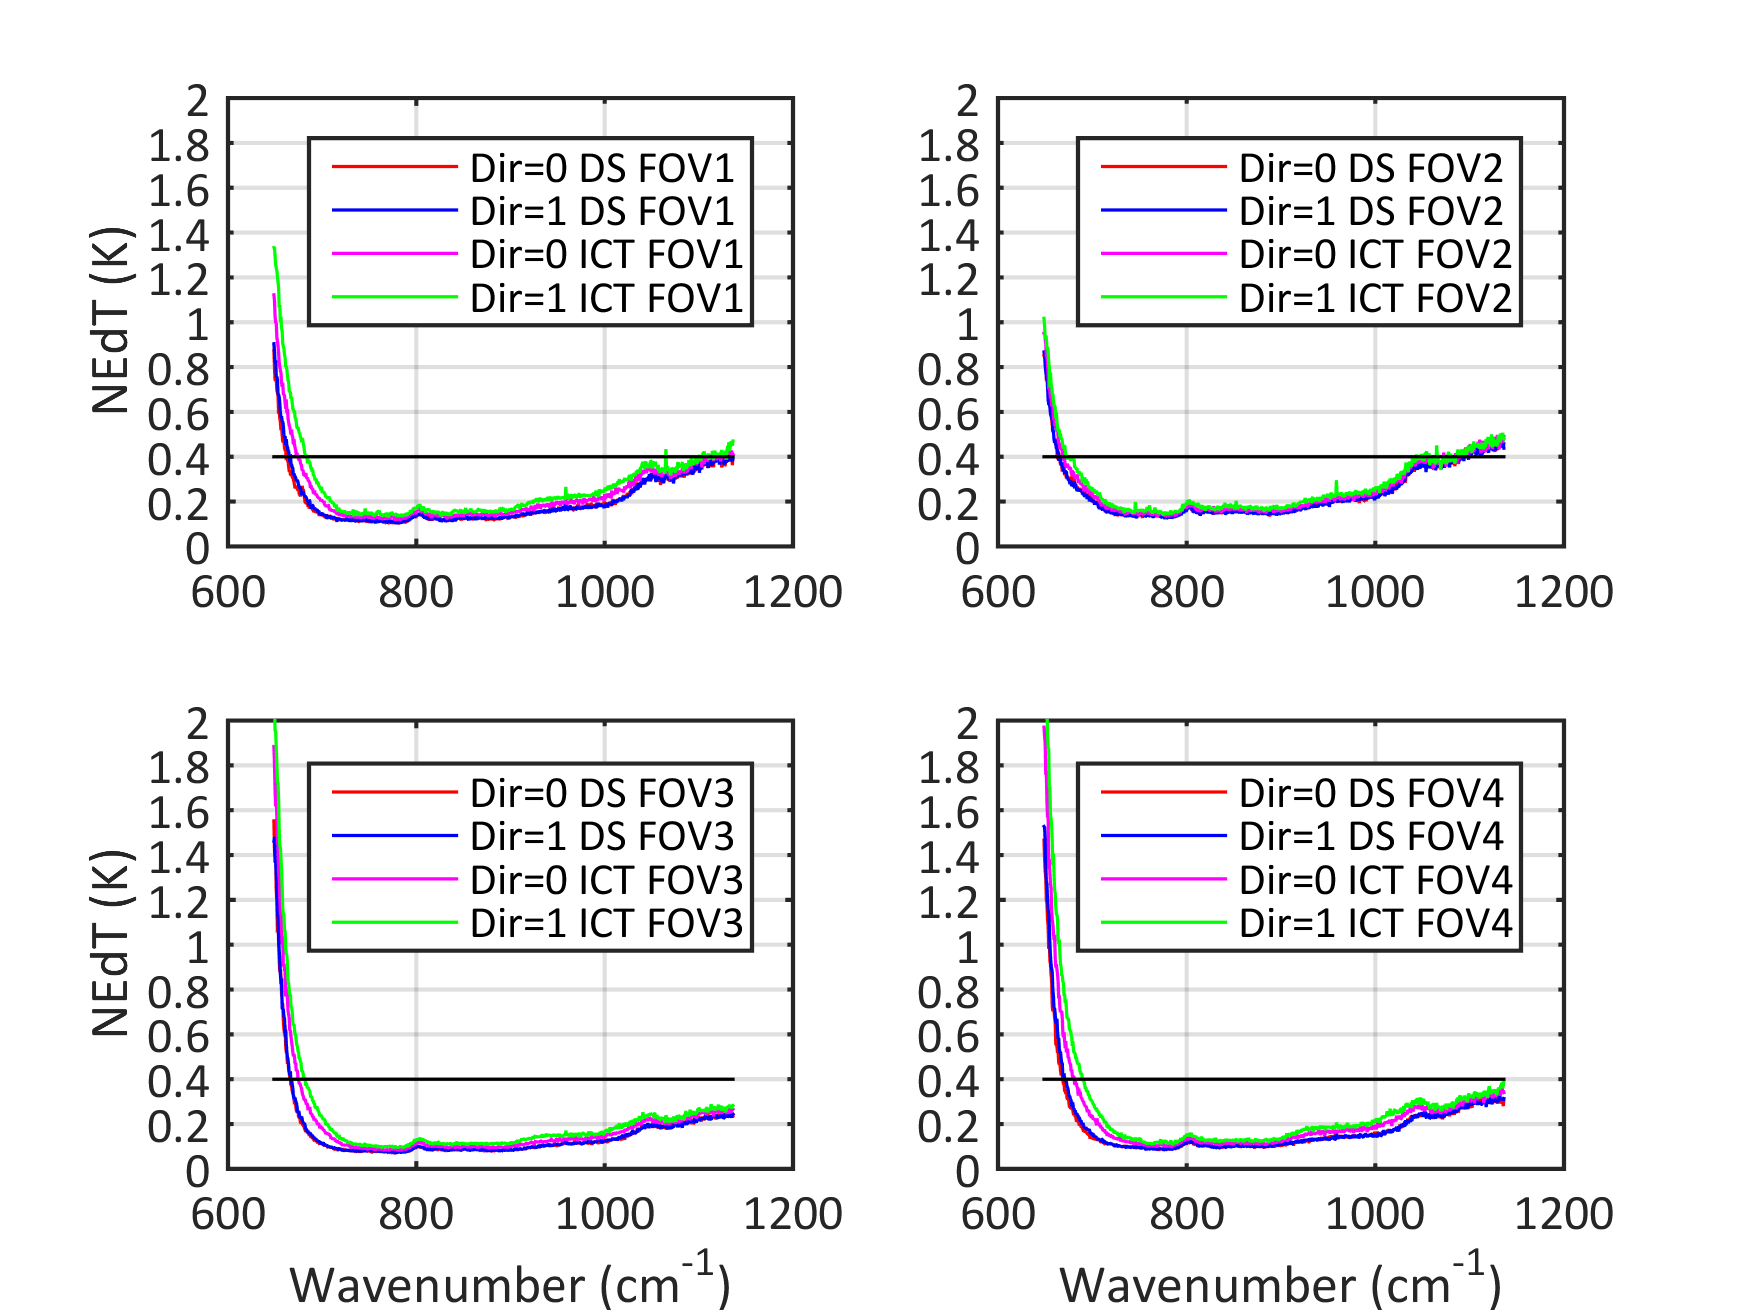 2
1.8
1.6
1.4
1.2
1
0.8
0.6
0.4
0.2
0
NEdT (K)
Dir=0 DS FOV1
Dir=1 DS FOV1
Dir=0 ICT FOV1
Dir=1 ICT FOV1
600 800 1000 1200
2
1.8
1.6
1.4
1.2
1
0.8
0.6
0.4
0.2
0
Dir=0 DS FOV2
Dir=1 DS FOV2
Dir=0 ICT FOV2
Dir=1 ICT FOV2
600 800 1000 1200
2
1.8
1.6
1.4
1.2
1
0.8
0.6
0.4
0.2
0
NEdT (K)
Dir=0 DS FOV3
Dir=1 DS FOV3
Dir=0 ICT FOV3
Dir=1 ICT FOV3
600 800 1000 1200
Wavenumber (cm⁻¹)
2
1.8
1.6
1.4
1.2
1
0.8
0.6
0.4
0.2
0
Dir=0 DS FOV4
Dir=1 DS FOV4
Dir=0 ICT FOV4
Dir=1 ICT FOV4
600 800 1000 1200
Wavenumber (cm⁻¹)